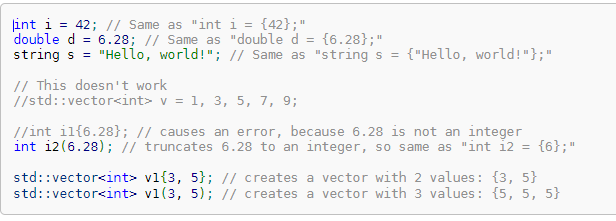 int i = 42; // Same as "int i = {42};"
double d = 6.28; // Same as "double d = {6.28};"
string s = "Hello, world!"; // Same as "string s = {"Hello, world!"};"
// This doesn't work
//std::vector<int> v = 1, 3, 5, 7, 9;
//int i1{6.28}; // causes an error, because 6.28 is not an integer
int i2(6.28); // truncates 6.28 to an integer, so same as "int i2 = {6};"
std::vector<int> v1{3, 5}; // creates a vector with 2 values: {3, 5}
std::vector<int> v1(3, 5); // creates a vector with 3 values: {5, 5, 5}